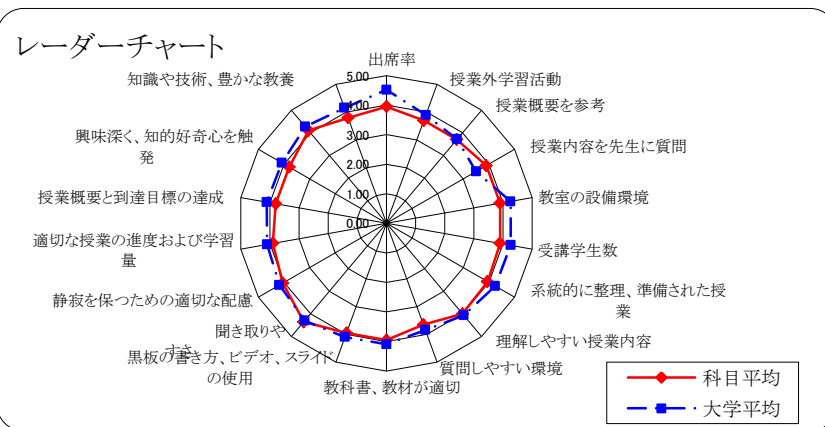 レーダーチャート
出席率
授業外学習活動
授業概要を参考
授業内容を先生に質問
教室の設備環境
受講学生数
系統的に整理、準備された授
業
理解しやすい授業内容
質問しやすい環境
教科書、教材が適切
黒板の書き方、ビデオ、スライド
の使用
聞き取りや
すさ
静寂を保つための適切な配慮
適切な授業の進度および学習
量
授業概要と到達目標の達成
興味深く、知的好奇心を触
発
知識や技術、豊かな教養
5.00
4.00
3.00
2.00
1.00
0.00
科目平均
大学平均